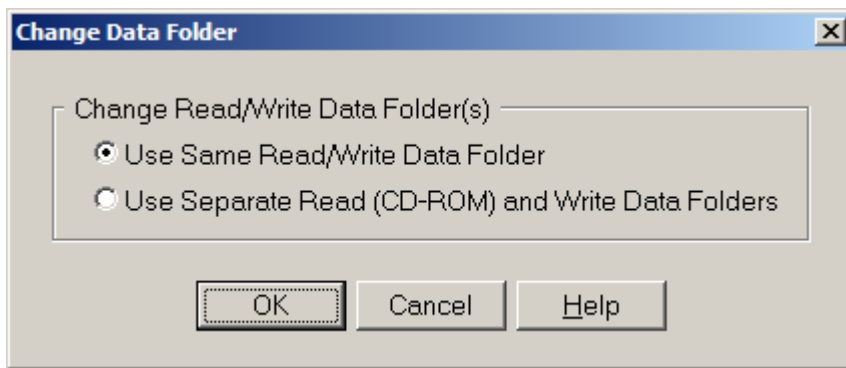 Change Data Folder
Change Read/Write Data Folder(s)
Use Same Read/Write Data Folder
Use Separate Read (CD-ROM) and Write Data Folders
OK Cancel Help